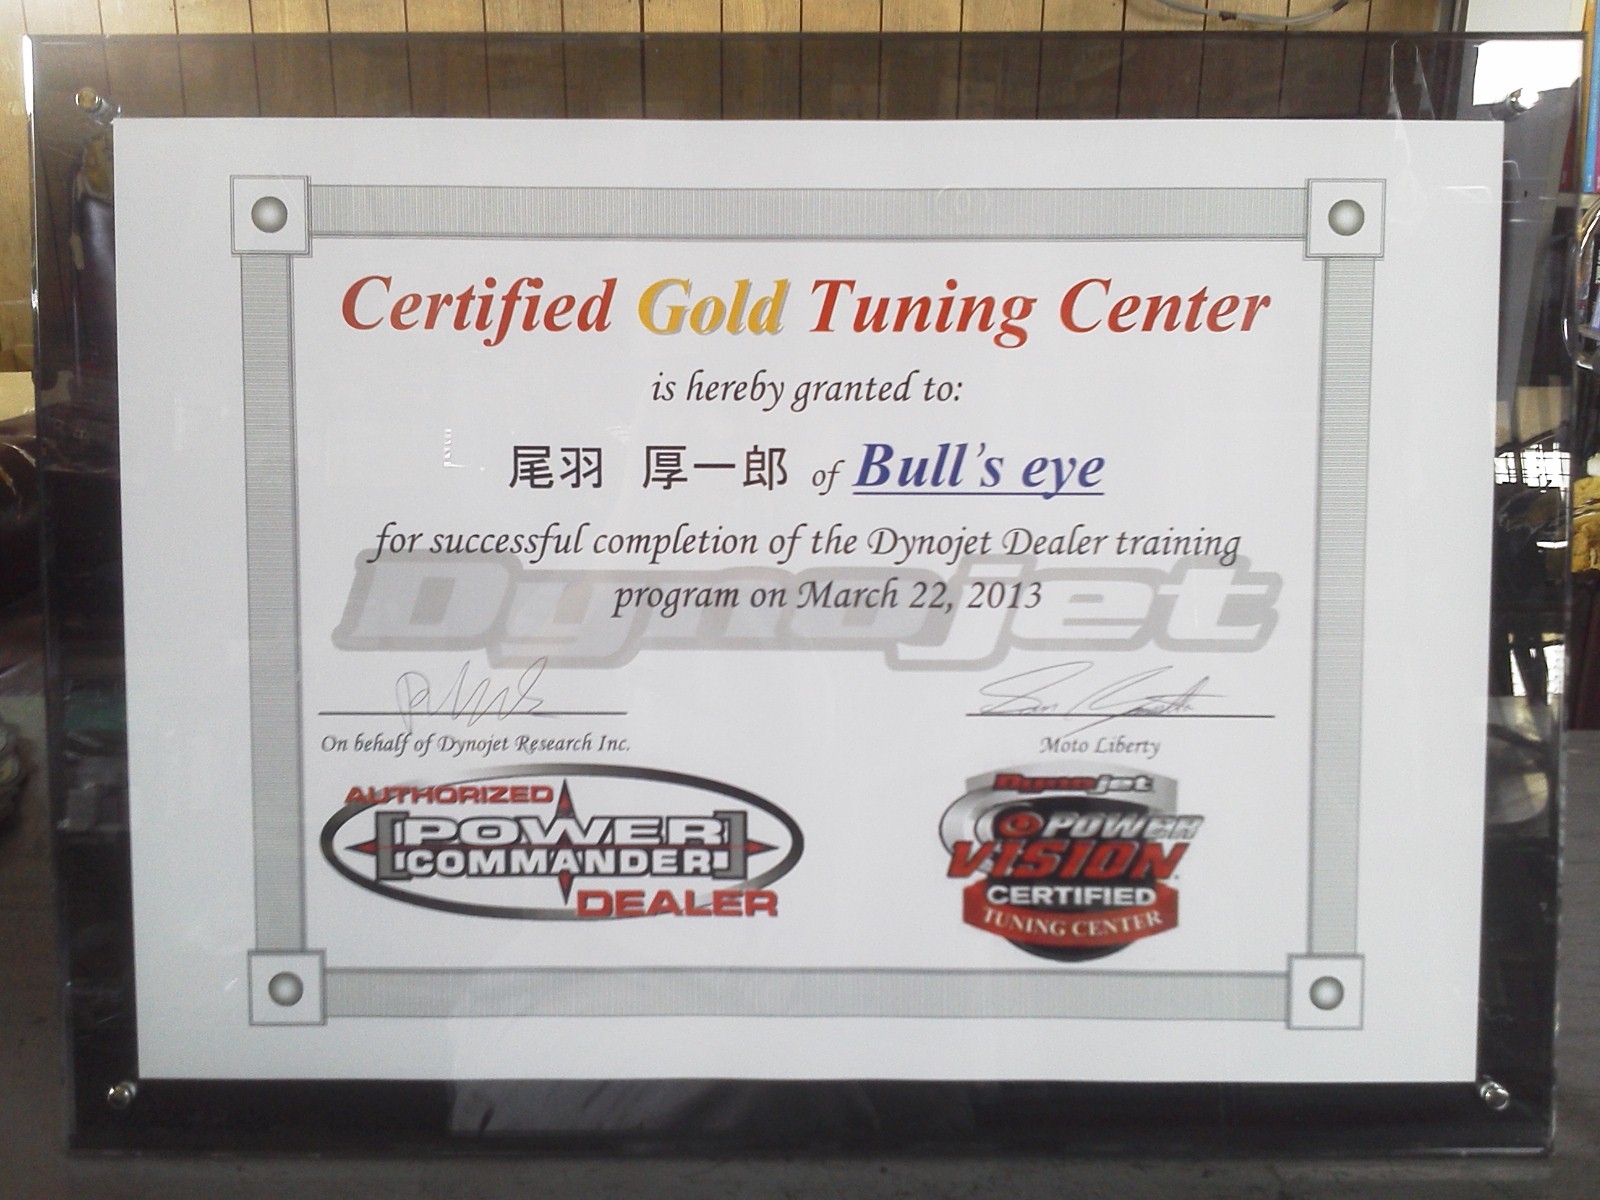 Certified Gold Tuning Center
is hereby granted to:
尾羽 厚一郎 of Bull's eye
for successful completion of the Dynojet Dealer training
program on March 22, 2013
Dynojet
On behalf of Dynojet Research Inc.
Moto Liberty
AUTHORIZED
POWER
COMMANDER
DEALER
Dynojet
POWER
VISION
CERTIFIED
TUNING CENTER